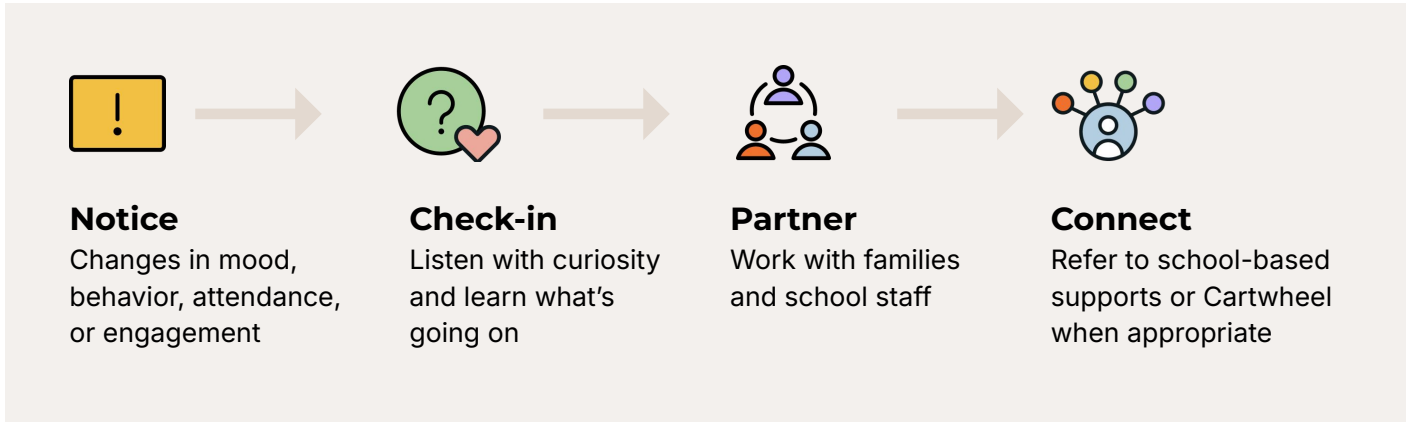 !
?
Notice
Changes in mood,
behavior, attendance,
or engagement
Check-in
Listen with curiosity
and learn what’s
going on
Partner
Work with families
and school staff
Connect
Refer to school-based
supports or Cartwheel
when appropriate